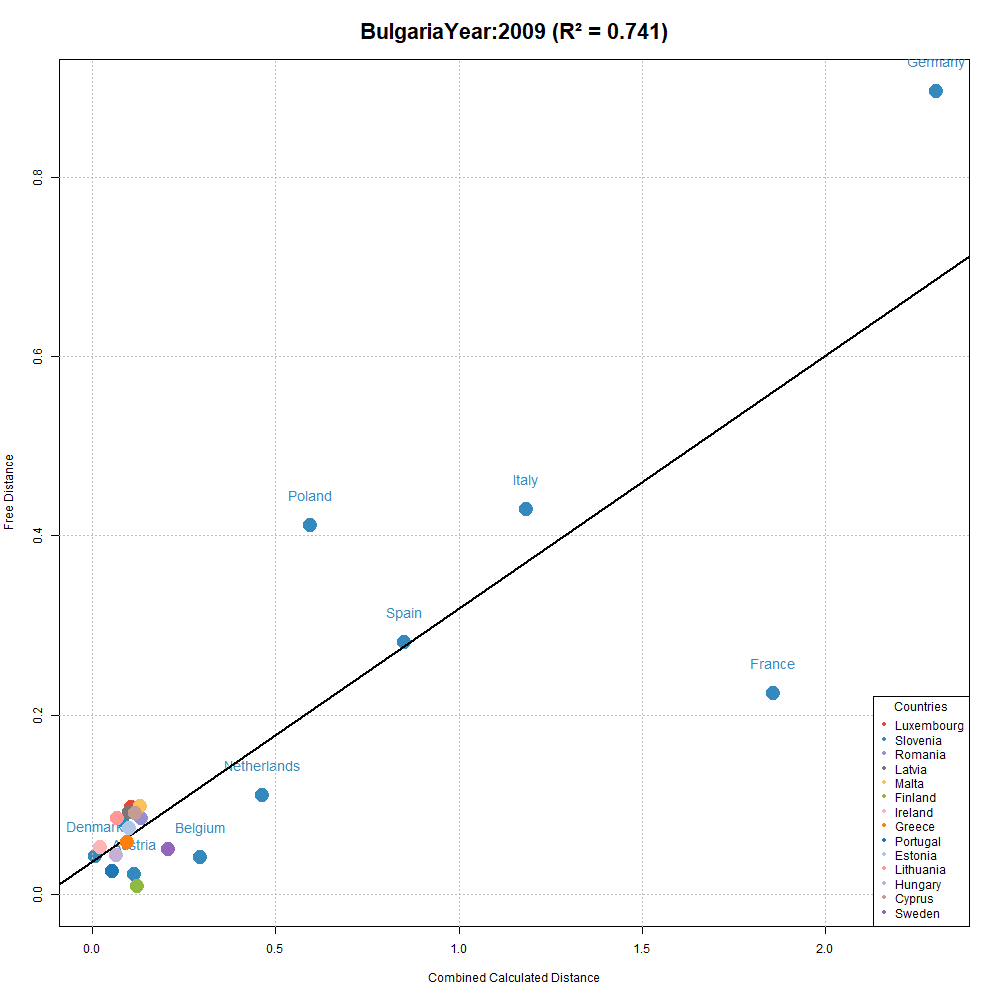 BulgariaYear:2009 (R² = 0.741)
Germany
Italy
Poland
Spain
France
Netherlands
Denmark
Belgium
Austria
Free Distance
0.0
0.2
0.4
0.6
0.8
0.0
0.5
1.0
1.5
2.0
Combined Calculated Distance
Countries
Luxembourg
Slovenia
Romania
Latvia
Malta
Finland
Ireland
Greece
Portugal
Estonia
Lithuania
Hungary
Cyprus
Sweden